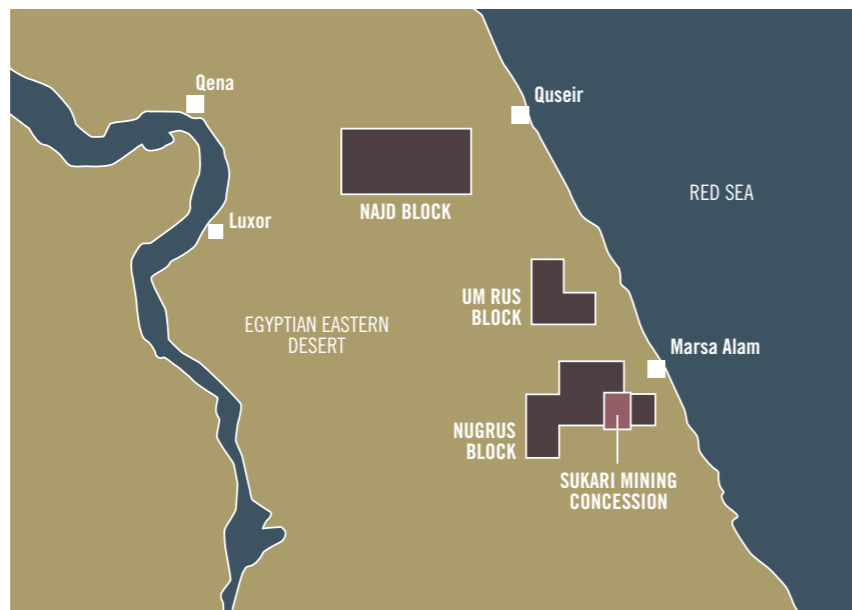 Qena
Quseir
RED SEA
NAJD BLOCK
Luxor
UM RUS
BLOCK
EGYPTIAN EASTERN
DESERT
Marsa Alam
NUGRUS
BLOCK
SUKARI MINING
CONCESSION